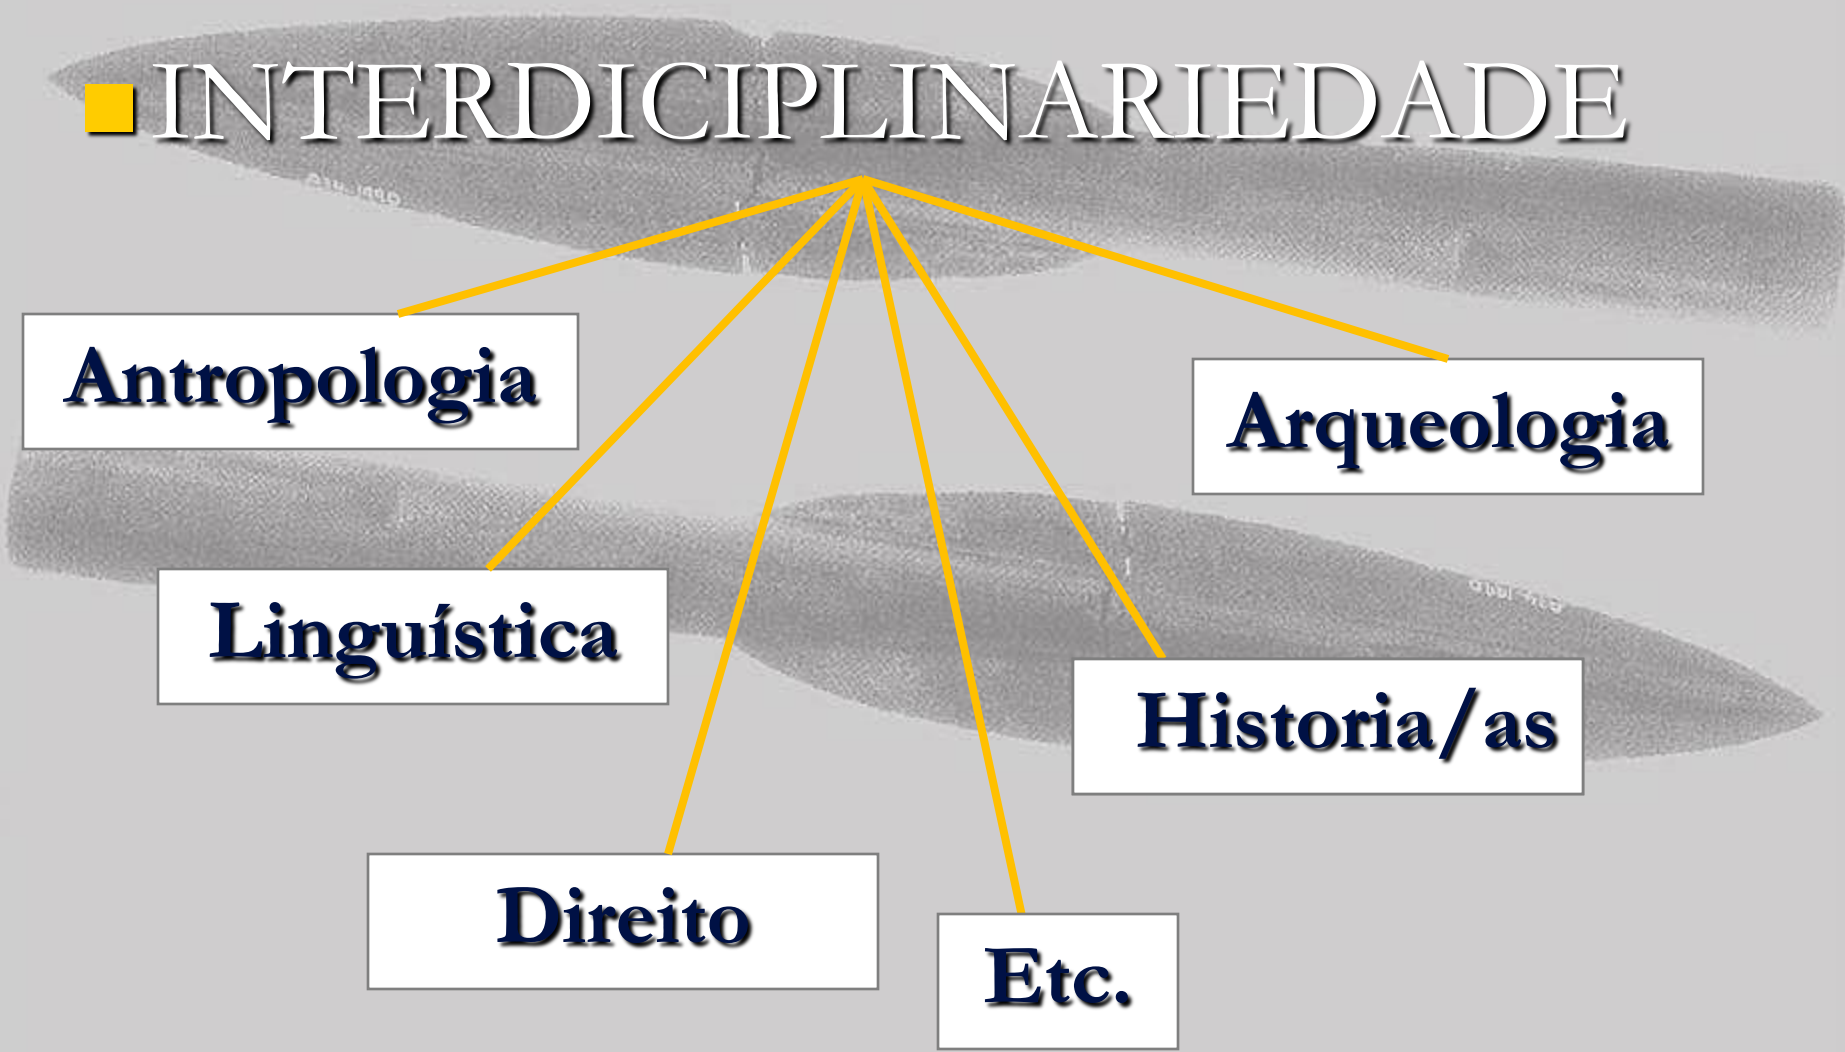 INTERDICIPLINARIEDADE
Antropologia
Arqueologia
Linguística
Historia/as
Direito
Etc.